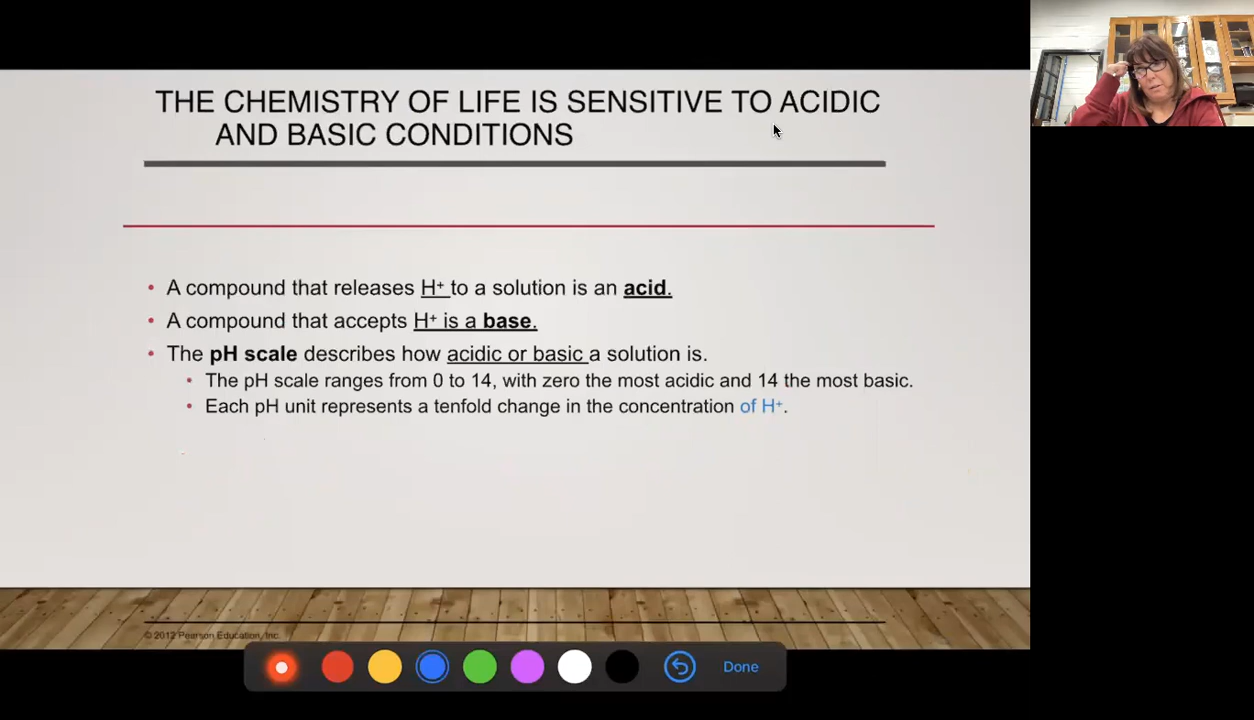 THE CHEMISTRY OF LIFE IS SENSITIVE TO ACIDIC
AND BASIC CONDITIONS
• A compound that releases H⁺ to a solution is an acid.
• A compound that accepts H⁺ is a base.
• The pH scale describes how acidic or basic a solution is.
• The pH scale ranges from 0 to 14, with zero the most acidic and 14 the most basic.
• Each pH unit represents a tenfold change in the concentration of H⁺.
© 2012 Pearson Education, Inc.
Done